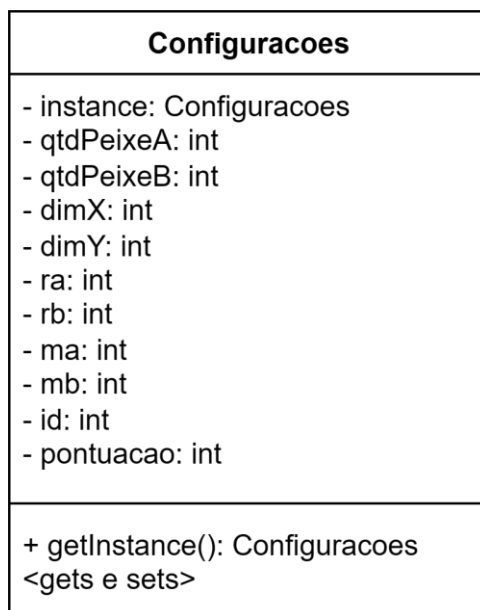 Configuracoes
- instance: Configuracoes
- qtdPeixeA: int
- qtdPeixeB: int
- dimX: int
- dimY: int
- ra: int
- rb: int
- ma: int
- mb: int
- id: int
- pontuacao: int
+ getInstance(): Configuracoes
<gets e sets>